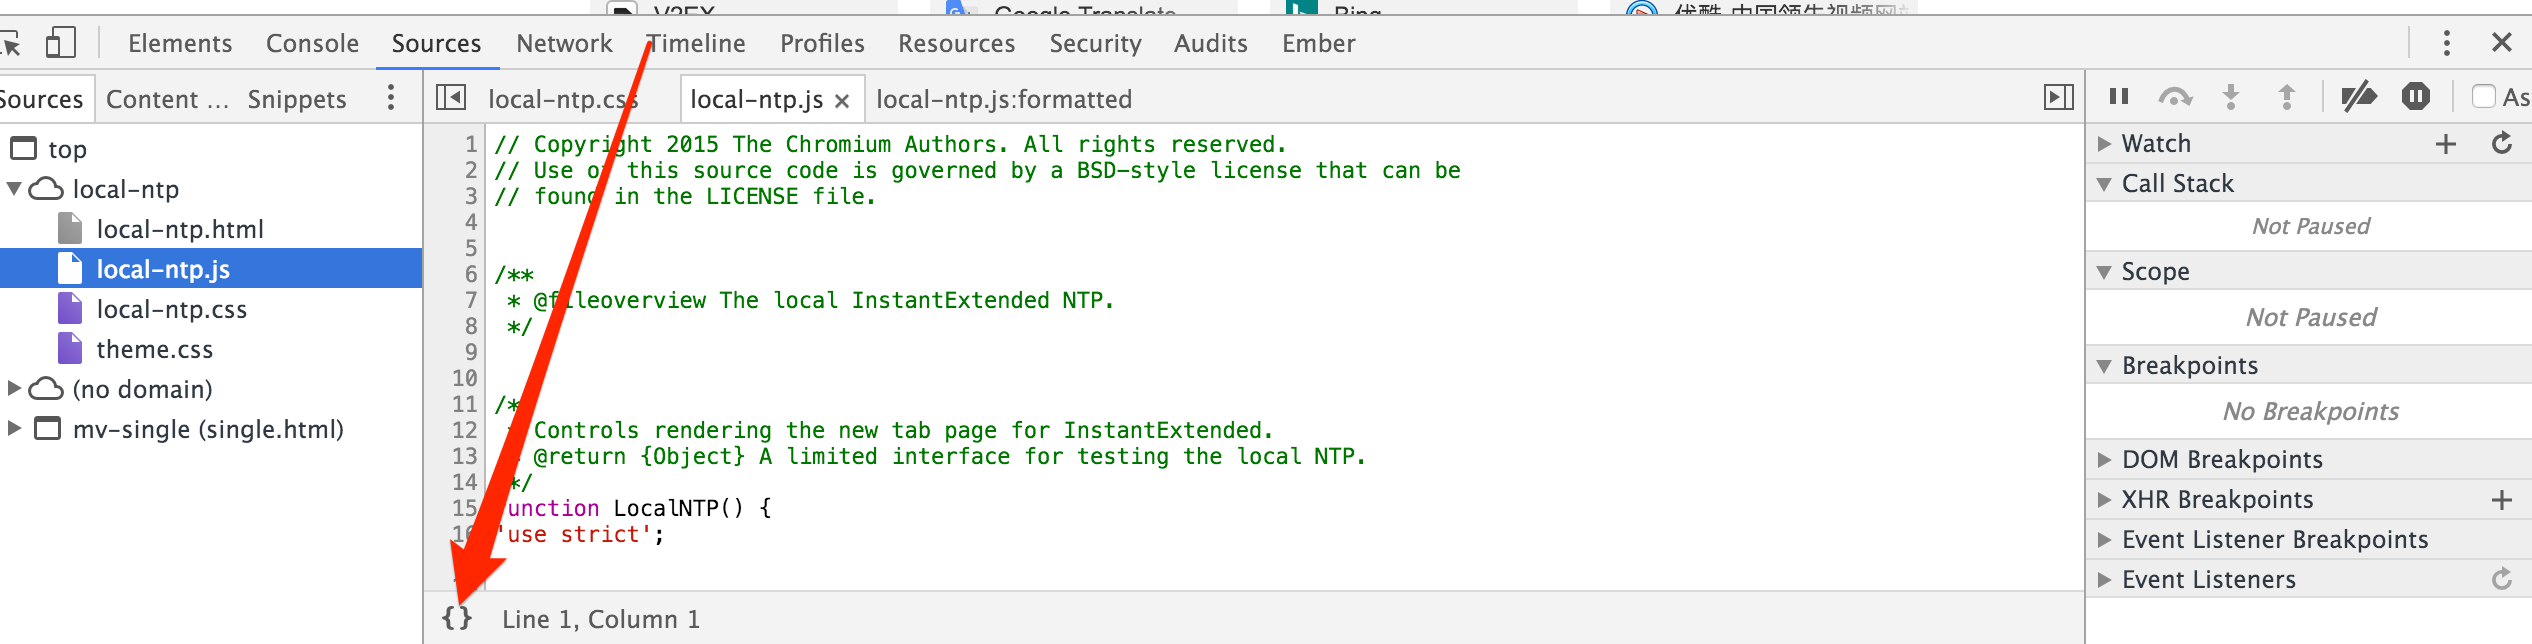 V2EX
Google Translate
Bing
优酷-中国领先视频网站
Elements Console Sources Network Timeline Profiles Resources Security Audits Ember
Sources Content ... Snippets
local-ntp.css local-ntp.js × local-ntp.js:formatted
As
top
local-ntp
local-ntp.html
local-ntp.js
local-ntp.css
theme.css
(no domain)
mv-single (single.html)
1 // Copyright 2015 The Chromium Authors. All rights reserved.
2 // Use of this source code is governed by a BSD-style license that can be
3 // found in the LICENSE file.
4
5
6 /**
7 * @fileoverview The local InstantExtended NTP.
8 */
9
10
11 /*
12 Controls rendering the new tab page for InstantExtended.
13 @return {Object} A limited interface for testing the local NTP.
14 */
15 unction LocalNTP() {
16 'use strict';
{} Line 1, Column 1
Watch
Call Stack
Not Paused
Scope
Not Paused
Breakpoints
No Breakpoints
DOM Breakpoints
XHR Breakpoints
Event Listener Breakpoints
Event Listeners